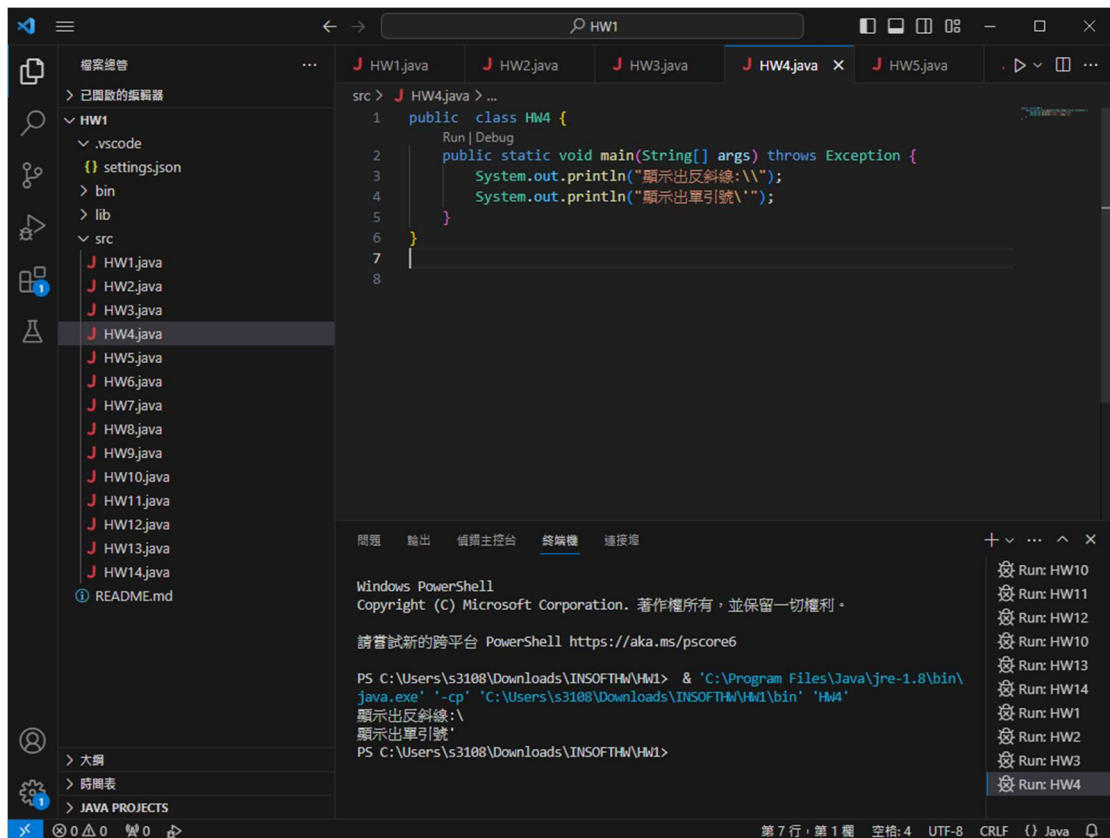 HW1
檔案總管
已開啟的編輯器
HW1
.vscode
{} settings.json
bin
lib
src
J HW1.java
J HW2.java
J HW3.java
J HW4.java
J HW5.java
J HW6.java
J HW7.java
J HW8.java
J HW9.java
J HW10.java
J HW11.java
J HW12.java
J HW13.java
J HW14.java
README.md
大綱
時間表
JAVA PROJECTS
1
1
J HW1.java J HW2.java J HW3.java J HW4.java J HW5.java
src > J HW4.java > ...
1 public class HW4 {
Run | Debug
2 public static void main(String[] args) throws Exception {
3 System.out.println("顯示出反斜線:\\");
4 System.out.println("顯示出單引號\'");
5 }
6 }
7
8
問題 輸出 偵錯主控台 終端機 連接埠
Windows PowerShell
Copyright (C) Microsoft Corporation. 著作權所有，並保留一切權利。
請嘗試新的跨平台 PowerShell https://aka.ms/pscore6
PS C:\Users\s3108\Downloads\INSOFTHW\HW1> & 'C:\Program Files\Java\jre-1.8\bin\
java.exe' '-cp' 'C:\Users\s3108\Downloads\INSOFTHW\HW1\bin' 'HW4'
顯示出反斜線:\
顯示出單引號'
PS C:\Users\s3108\Downloads\INSOFTHW\HW1>
Run: HW10
Run: HW11
Run: HW12
Run: HW10
Run: HW13
Run: HW14
Run: HW1
Run: HW2
Run: HW3
Run: HW4
0 0 0 第 7 行，第 1 欄 空格: 4 UTF-8 CRLF {} Java